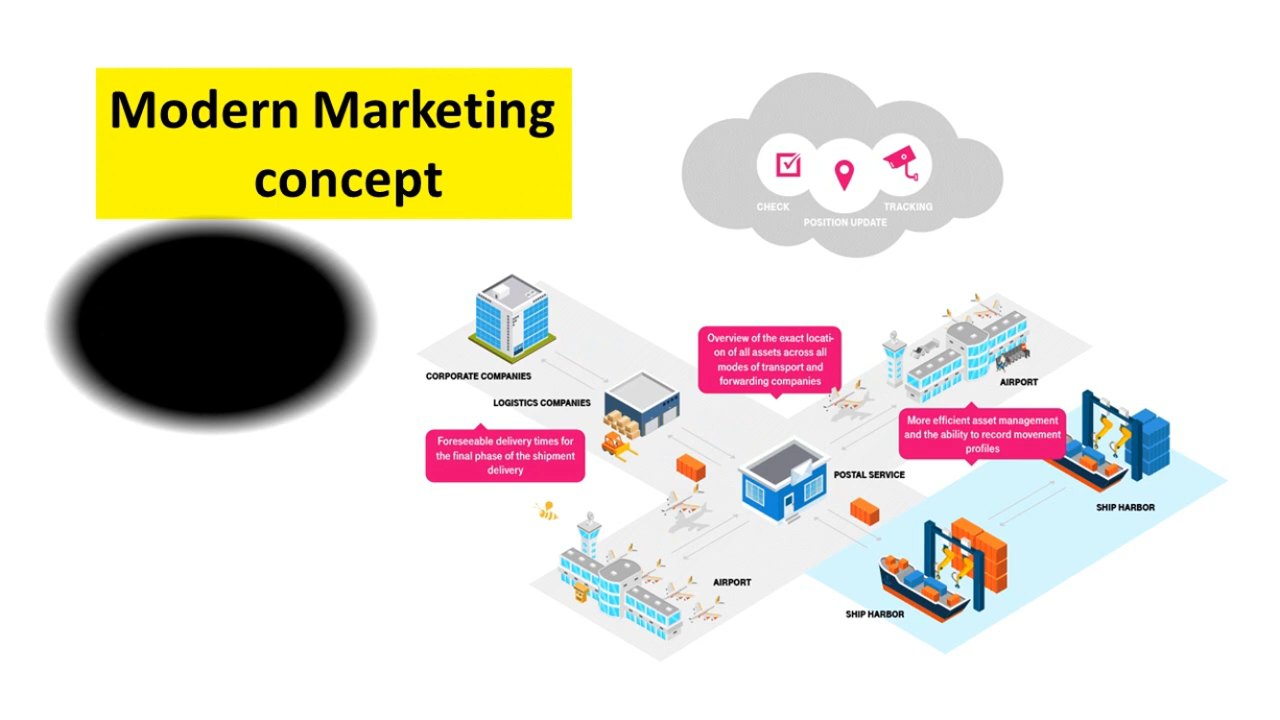 Modern Marketing
concept
CHECK
TRACKING
POSITION UPDATE
Overview of the exact locati-
on of all assets across all
modes of transport and
forwarding companies
CORPORATE COMPANIES
AIRPORT
LOGISTICS COMPANIES
More efficient asset management
and the ability to record movement
profiles
Foreseeable delivery times for
the final phase of the shipment
delivery
POSTAL SERVICE
SHIP HARBOR
AIRPORT
SHIP HARBOR